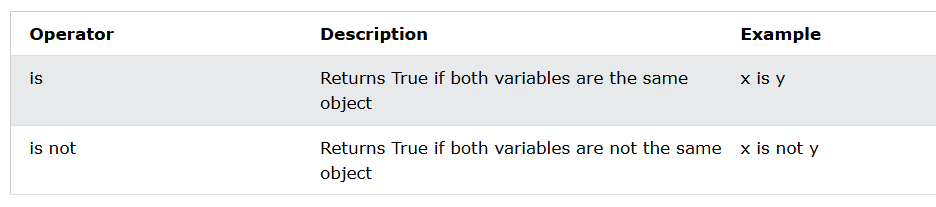 Operator Description Example
is Returns True if both variables are the same x is y
object
is not Returns True if both variables are not the same x is not y
object